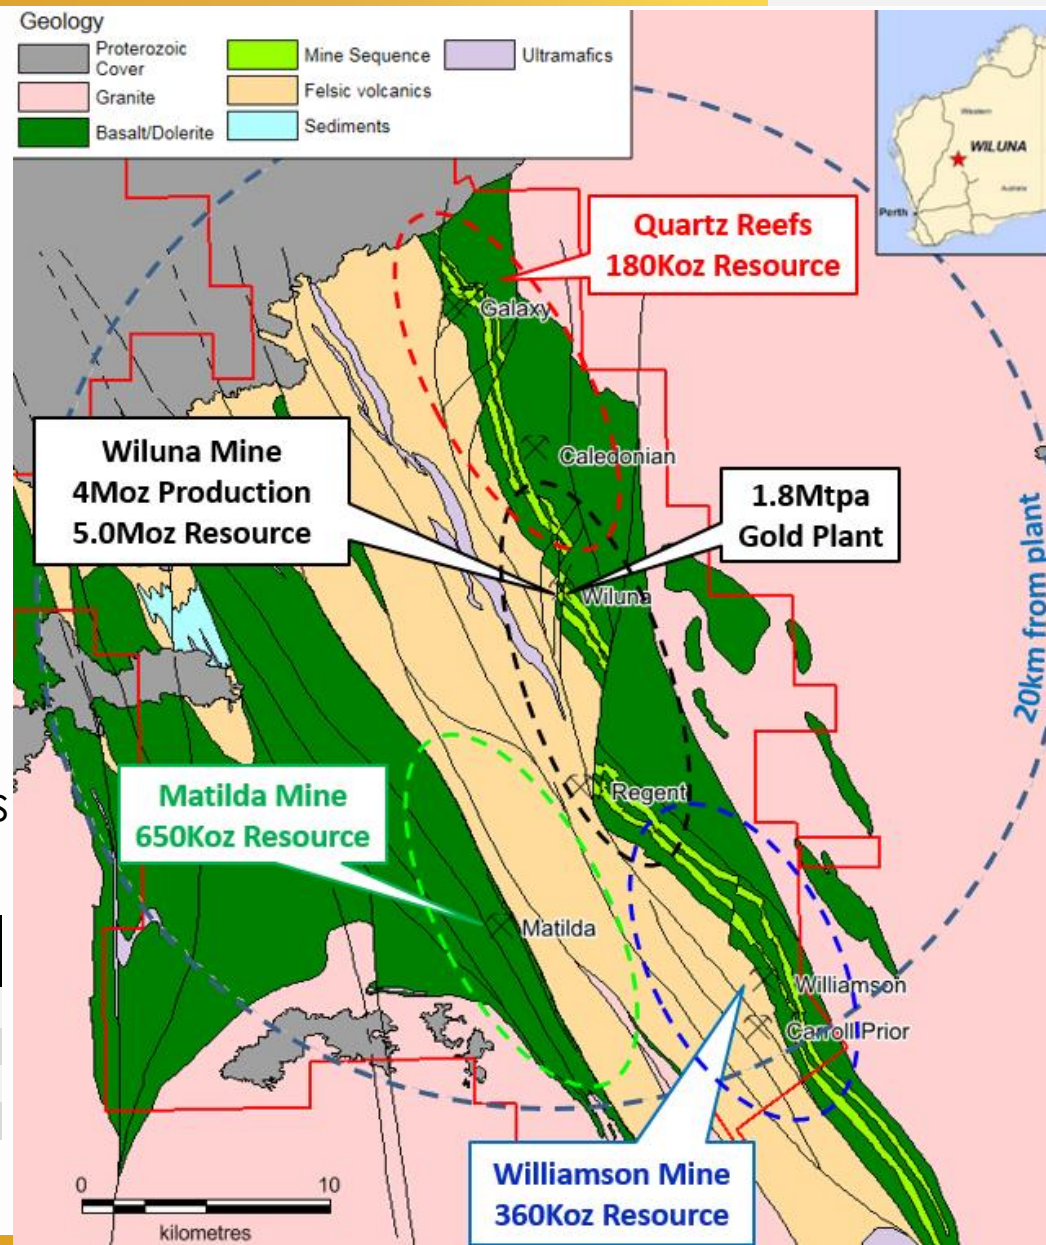 Geology
Proterozoic
Cover
Granite
Basalt/Dolerite
Mine Sequence
Felsic volcanics
Sediments
Ultramafics
Western
WILUNA
Australia
Perth
Quartz Reefs
180Koz Resource
Galaxy
Wiluna Mine
4Moz Production
5.0Moz Resource
Caledonian
1.8Mtpa
Gold Plant
Wiluna
20km from plant
Regent
Matilda Mine
650Koz Resource
S
Matilda
Williamson
Carroll Prior
Williamson Mine
360Koz Resource
0 10
kilometres